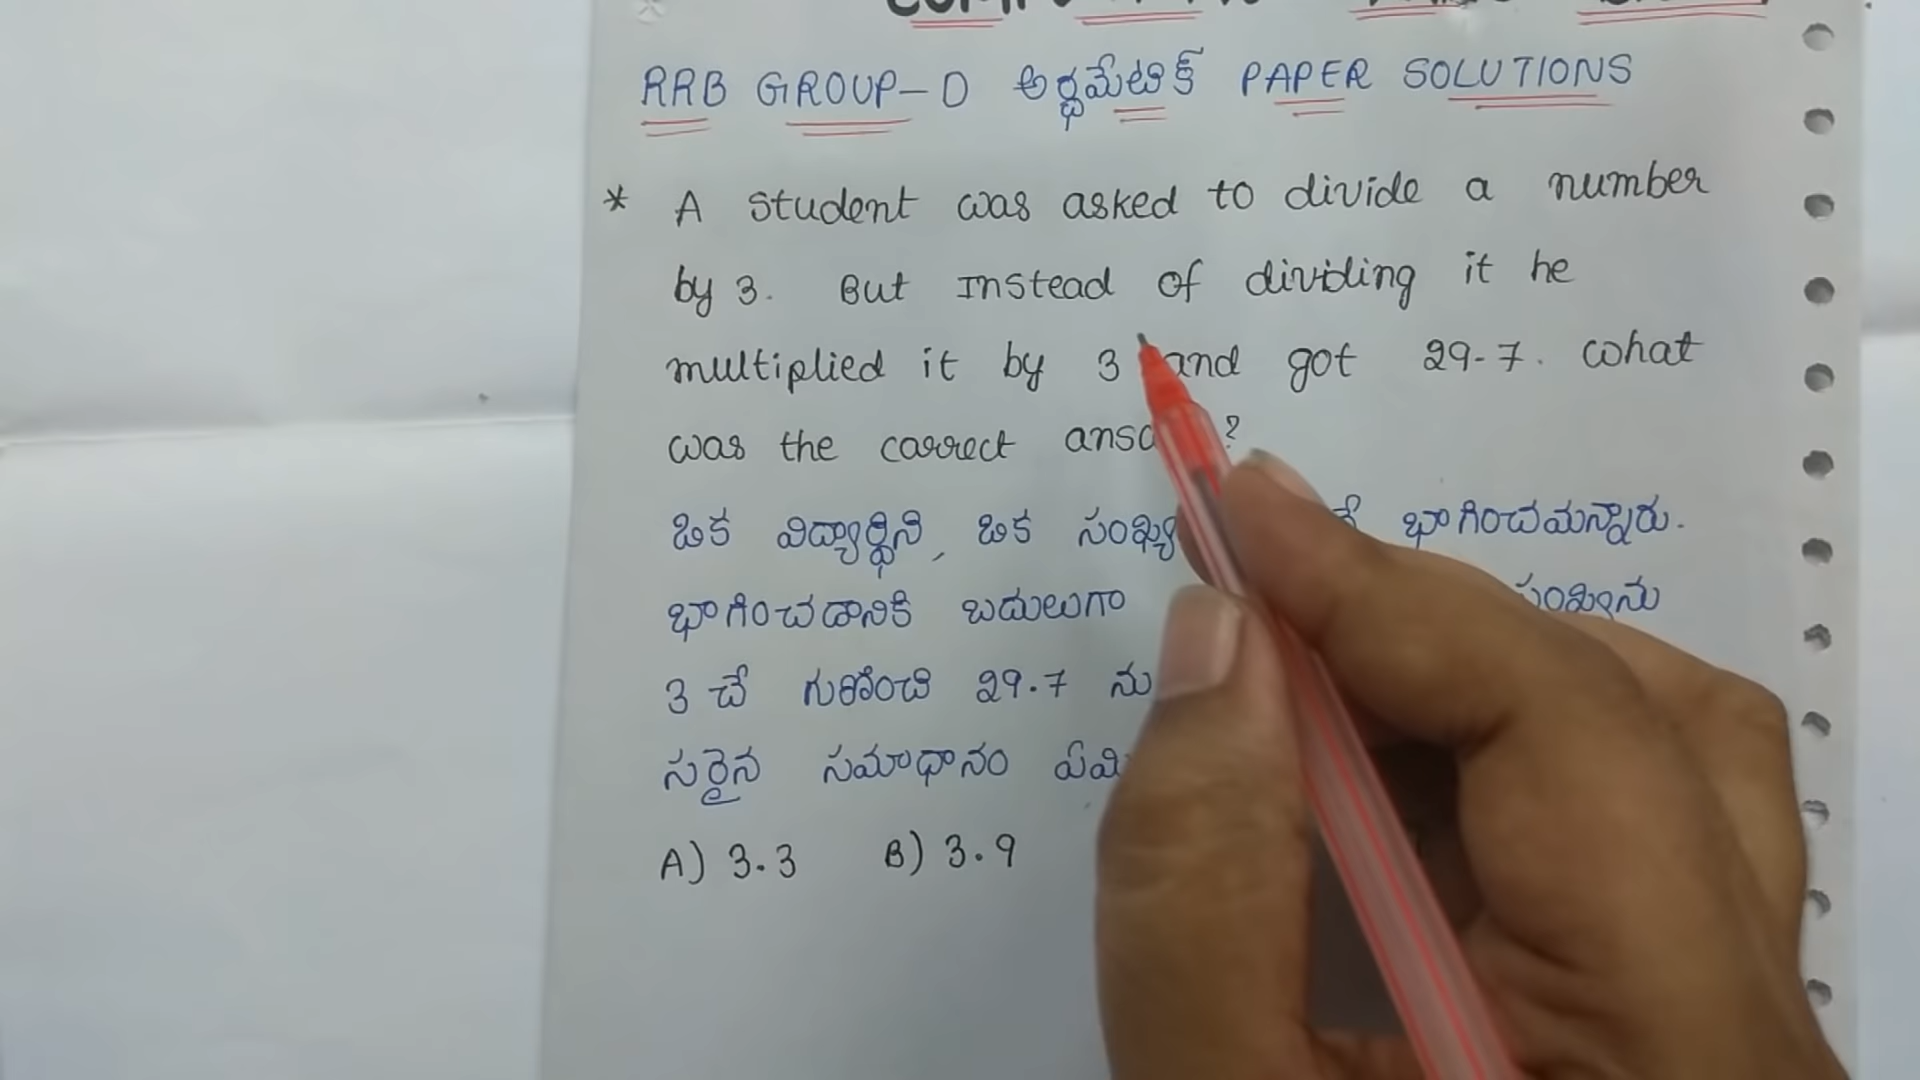 RRB GROUP-D అర్థమేటిక్ PAPER SOLUTIONS
* A student was asked to divide a number
by 3. But Instead of dividing it he
multiplied it by 3 and got 29.7. What
was the correct ?
ఒక విద్యార్థిని, ఒక భాగించమన్నారు.
భాగించడానికి బదులుగా సంఖ్యను
3 చే గుణించి 29.7 ను
సరైన సమాధానం
A) 3.3 B) 3.9